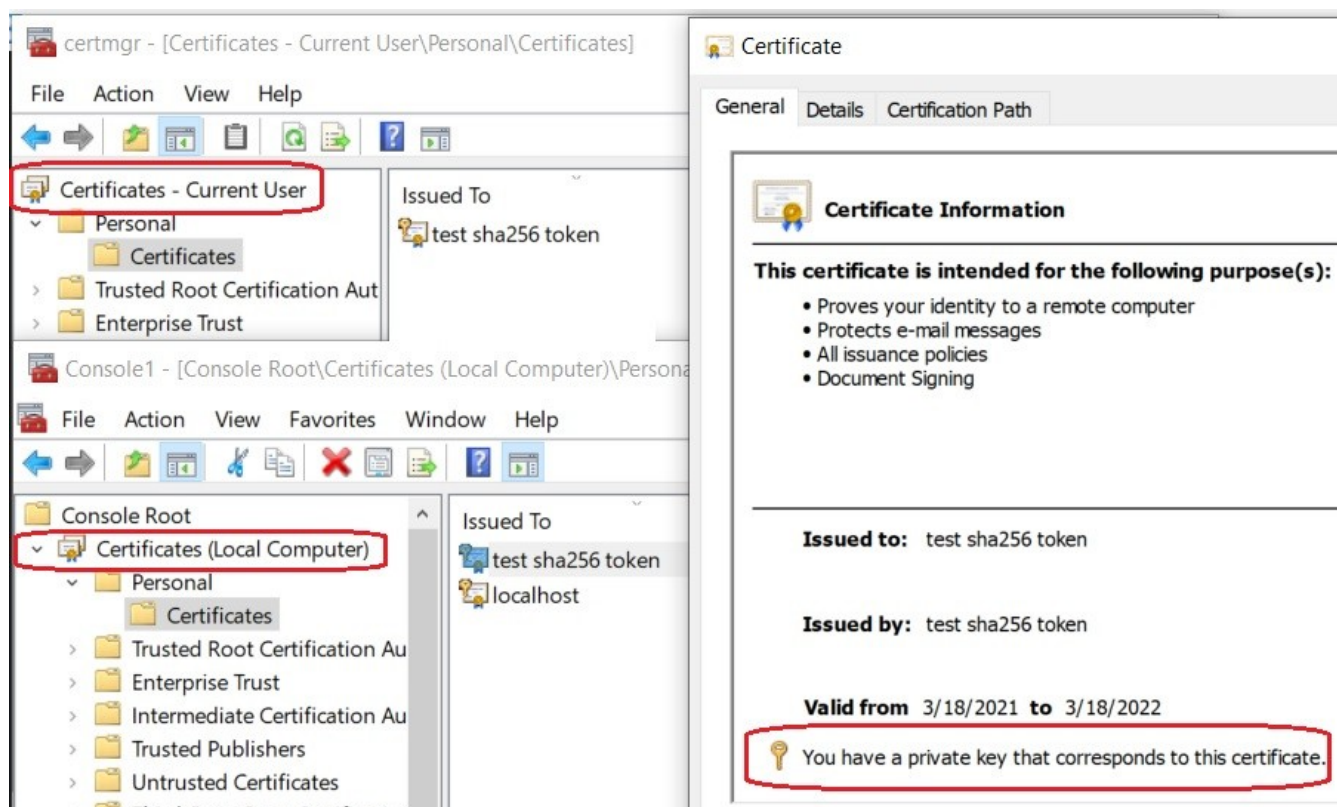 certmgr - [Certificates - Current User\Personal\Certificates]
File Action View Help
Certificates - Current User
Personal
Certificates
Trusted Root Certification Aut
Enterprise Trust
Issued To
test sha256 token
Console1 - [Console Root\Certificates (Local Computer)\Persona
File Action View Favorites Window Help
Console Root
Certificates (Local Computer)
Personal
Certificates
Trusted Root Certification Au
Enterprise Trust
Intermediate Certification Au
Trusted Publishers
Untrusted Certificates
Issued To
test sha256 token
localhost
Certificate
General Details Certification Path
Certificate Information
This certificate is intended for the following purpose(s):
• Proves your identity to a remote computer
• Protects e-mail messages
• All issuance policies
• Document Signing
Issued to: test sha256 token
Issued by: test sha256 token
Valid from 3/18/2021 to 3/18/2022
You have a private key that corresponds to this certificate.